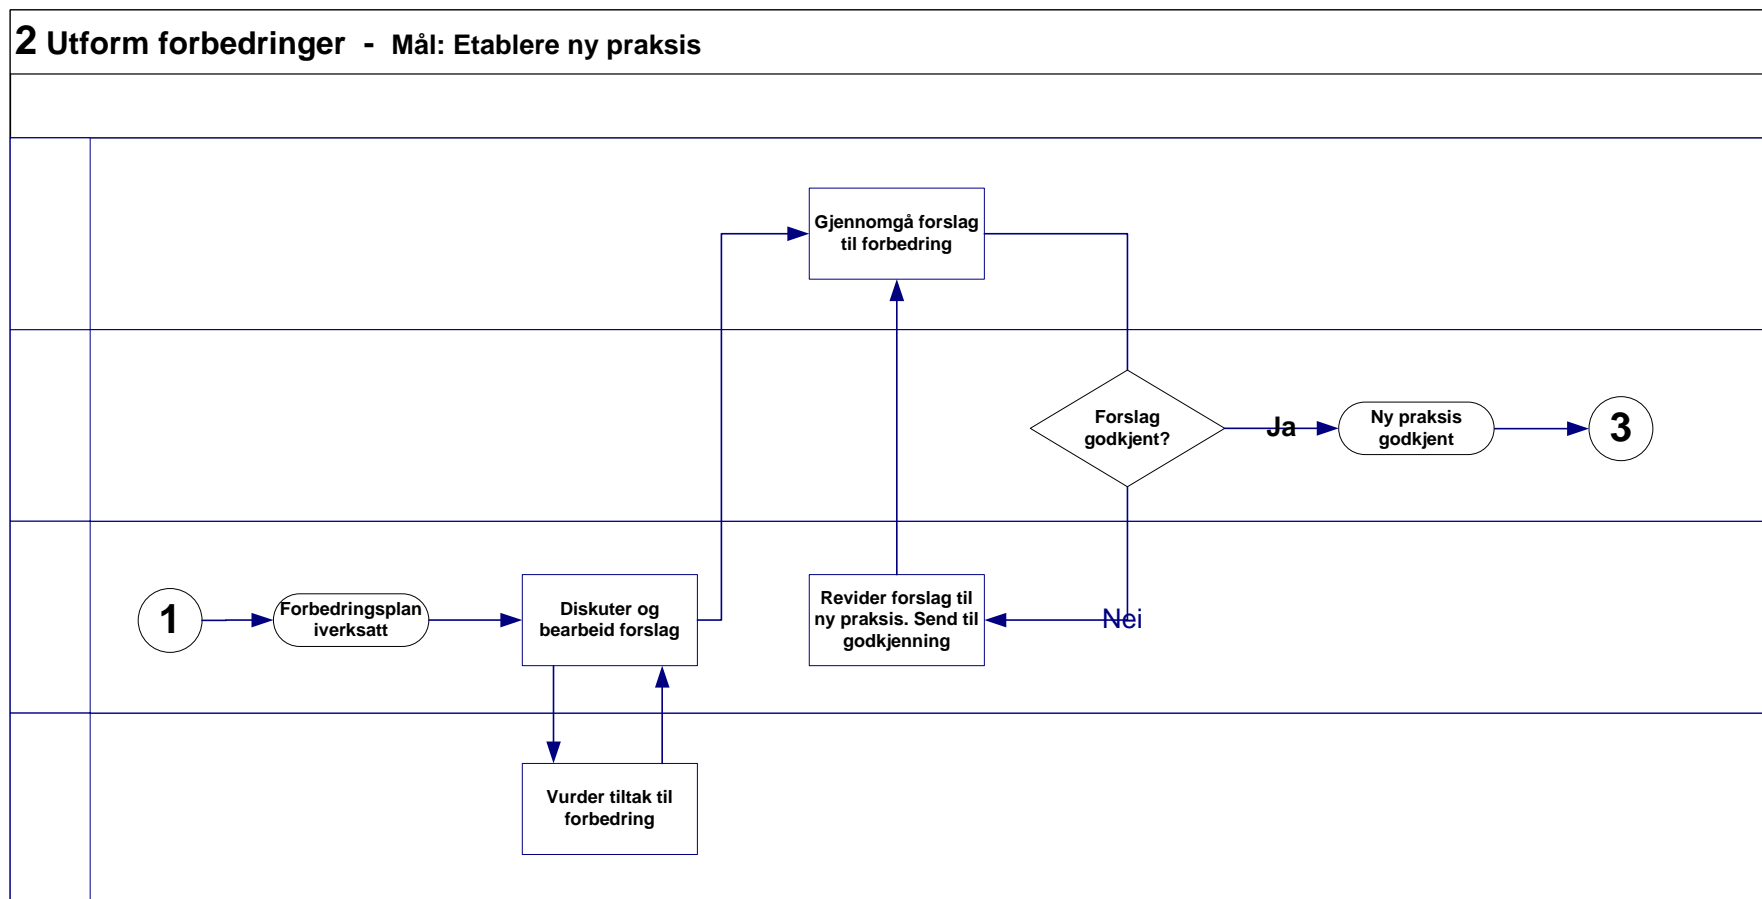 2 Utform forbedringer - Mål: Etablere ny praksis
Gjennomgå forslag
til forbedring
Forslag
godkjent?
Ja
Ny praksis
godkjent
3
1
Forbedringsplan
iverksatt
Diskuter og
bearbeid forslag
Revider forslag til
ny praksis. Send til
godkjenning
Nei
Vurder tiltak til
forbedring